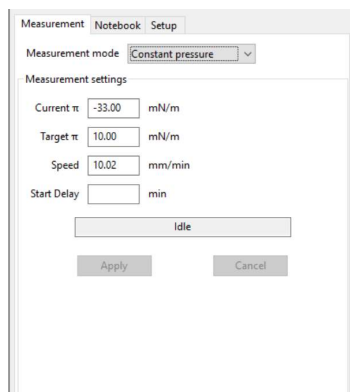 Measurement Notebook Setup
Measurement mode Constant pressure
Measurement settings
Current π -33.00 mN/m
Target π 10.00 mN/m
Speed 10.02 mm/min
Start Delay min
Idle
Apply Cancel